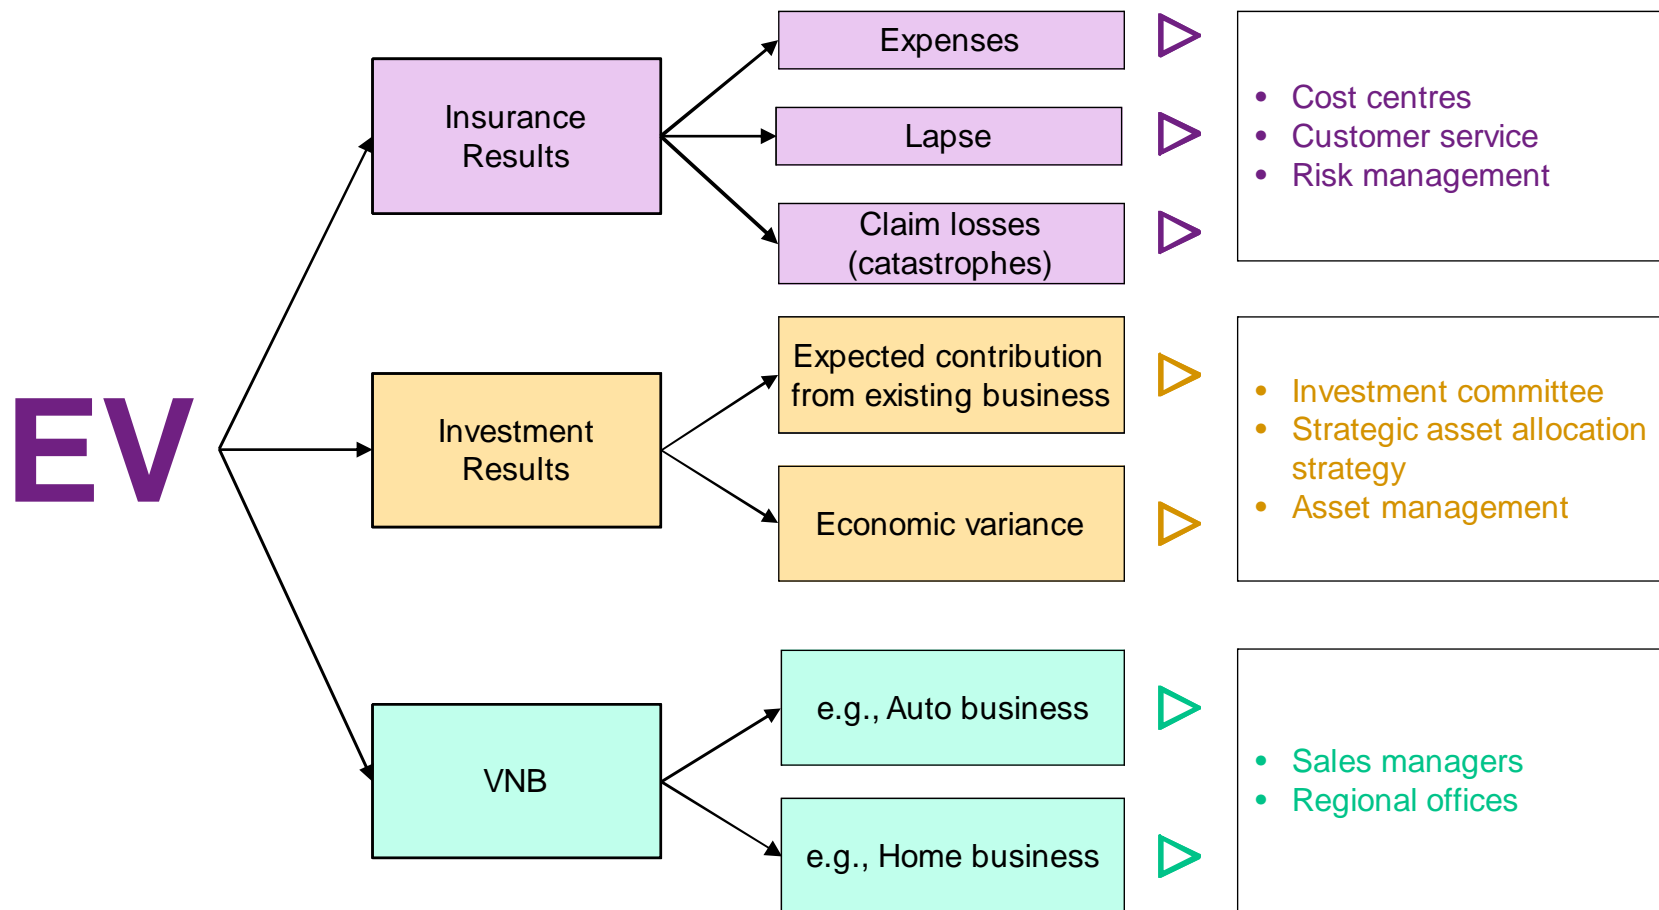 EV
Insurance
Results
Expenses
Lapse
Claim losses
(catastrophes)
• Cost centres
• Customer service
• Risk management
Investment
Results
Expected contribution
from existing business
Economic variance
• Investment committee
• Strategic asset allocation
strategy
• Asset management
VNB
e.g., Auto business
e.g., Home business
• Sales managers
• Regional offices